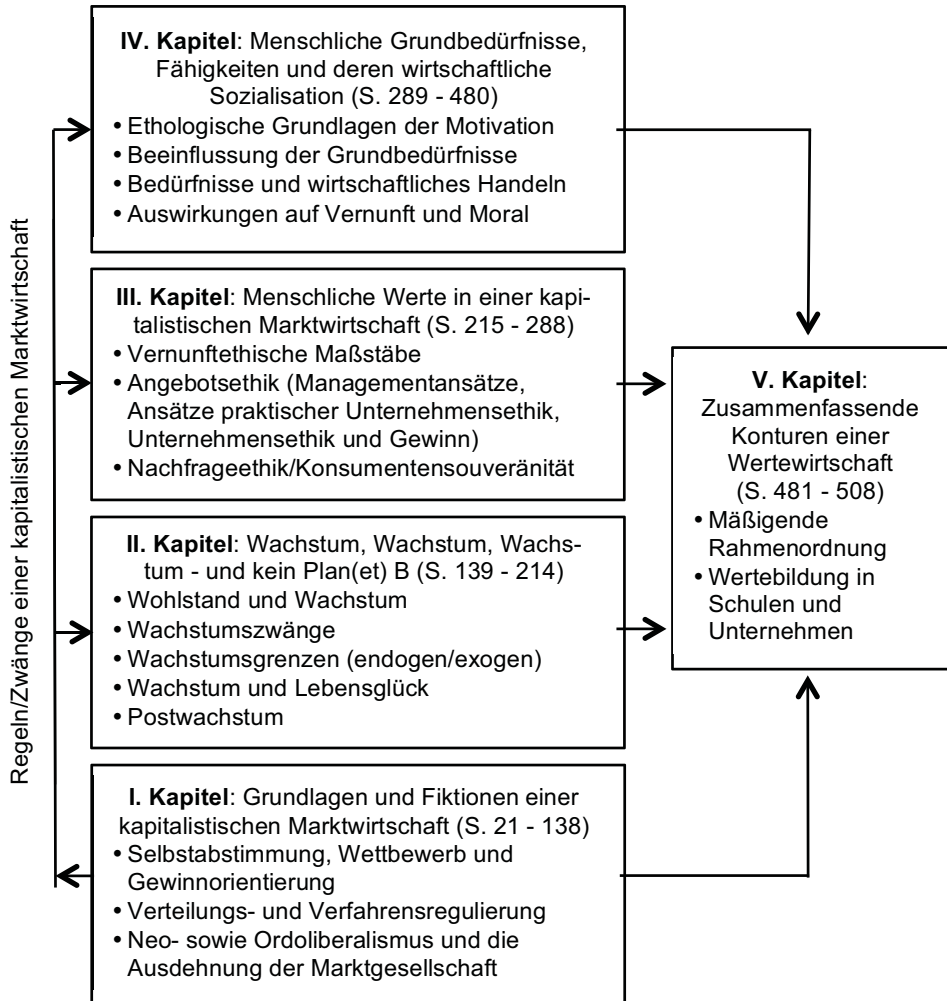 Regeln/Zwänge einer kapitalistischen Marktwirtschaft
IV. Kapitel: Menschliche Grundbedürfnisse,
Fähigkeiten und deren wirtschaftliche
Sozialisation (S. 289 - 480)
• Ethologische Grundlagen der Motivation
• Beeinflussung der Grundbedürfnisse
• Bedürfnisse und wirtschaftliches Handeln
• Auswirkungen auf Vernunft und Moral
III. Kapitel: Menschliche Werte in einer kapi-
talistischen Marktwirtschaft (S. 215 - 288)
• Vernunftethische Maßstäbe
• Angebotsethik (Managementansätze,
Ansätze praktischer Unternehmensethik,
Unternehmensethik und Gewinn)
• Nachfrageethik/Konsumentensouveränität
II. Kapitel: Wachstum, Wachstum, Wachs-
tum - und kein Plan(et) B (S. 139 - 214)
• Wohlstand und Wachstum
• Wachstumszwänge
• Wachstumsgrenzen (endogen/exogen)
• Wachstum und Lebensglück
• Postwachstum
I. Kapitel: Grundlagen und Fiktionen einer
kapitalistischen Marktwirtschaft (S. 21 - 138)
• Selbstabstimmung, Wettbewerb und
Gewinnorientierung
• Verteilungs- und Verfahrensregulierung
• Neo- sowie Ordoliberalismus und die
Ausdehnung der Marktgesellschaft
V. Kapitel:
Zusammenfassende
Konturen einer
Wertewirtschaft
(S. 481 - 508)
• Mäßigende
Rahmenordnung
• Wertebildung in
Schulen und
Unternehmen